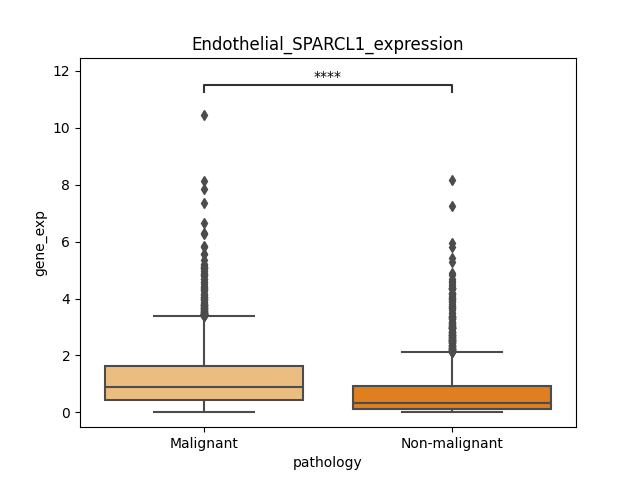 Endothelial_SPARCL1_expression
****
12
10
8
6
4
2
0
gene_exp
Malignant
Non-malignant
pathology